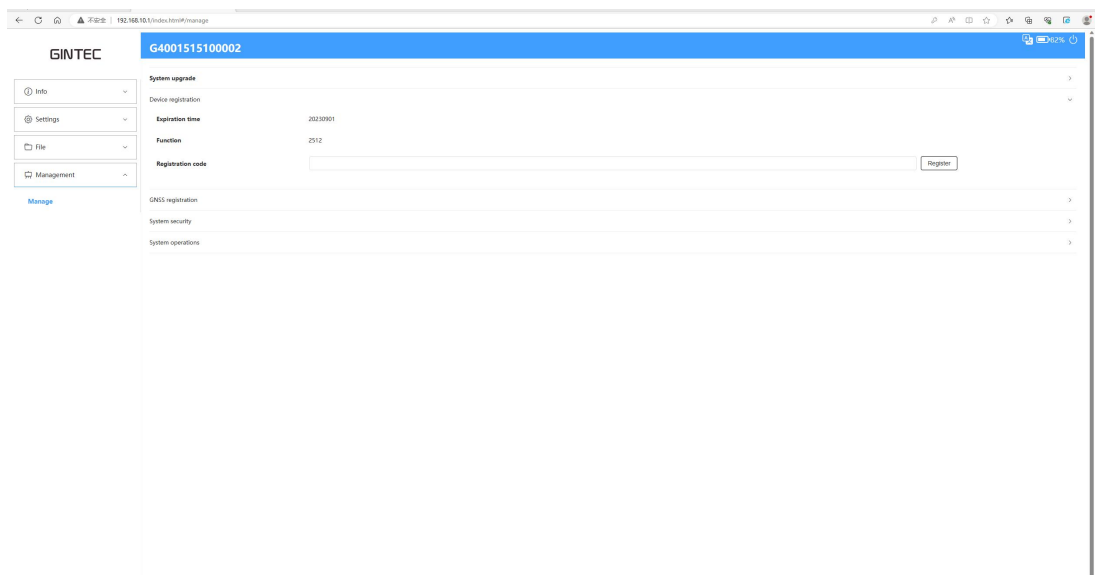 不安全 | 192.168.10.1/index.html#/manage
GINTEC
G4001515100002
62%
Info
Settings
File
Management
Manage
System upgrade
Device registration
Expiration time 20230901
Function 2512
Registration code Register
GNSS registration
System security
System operations